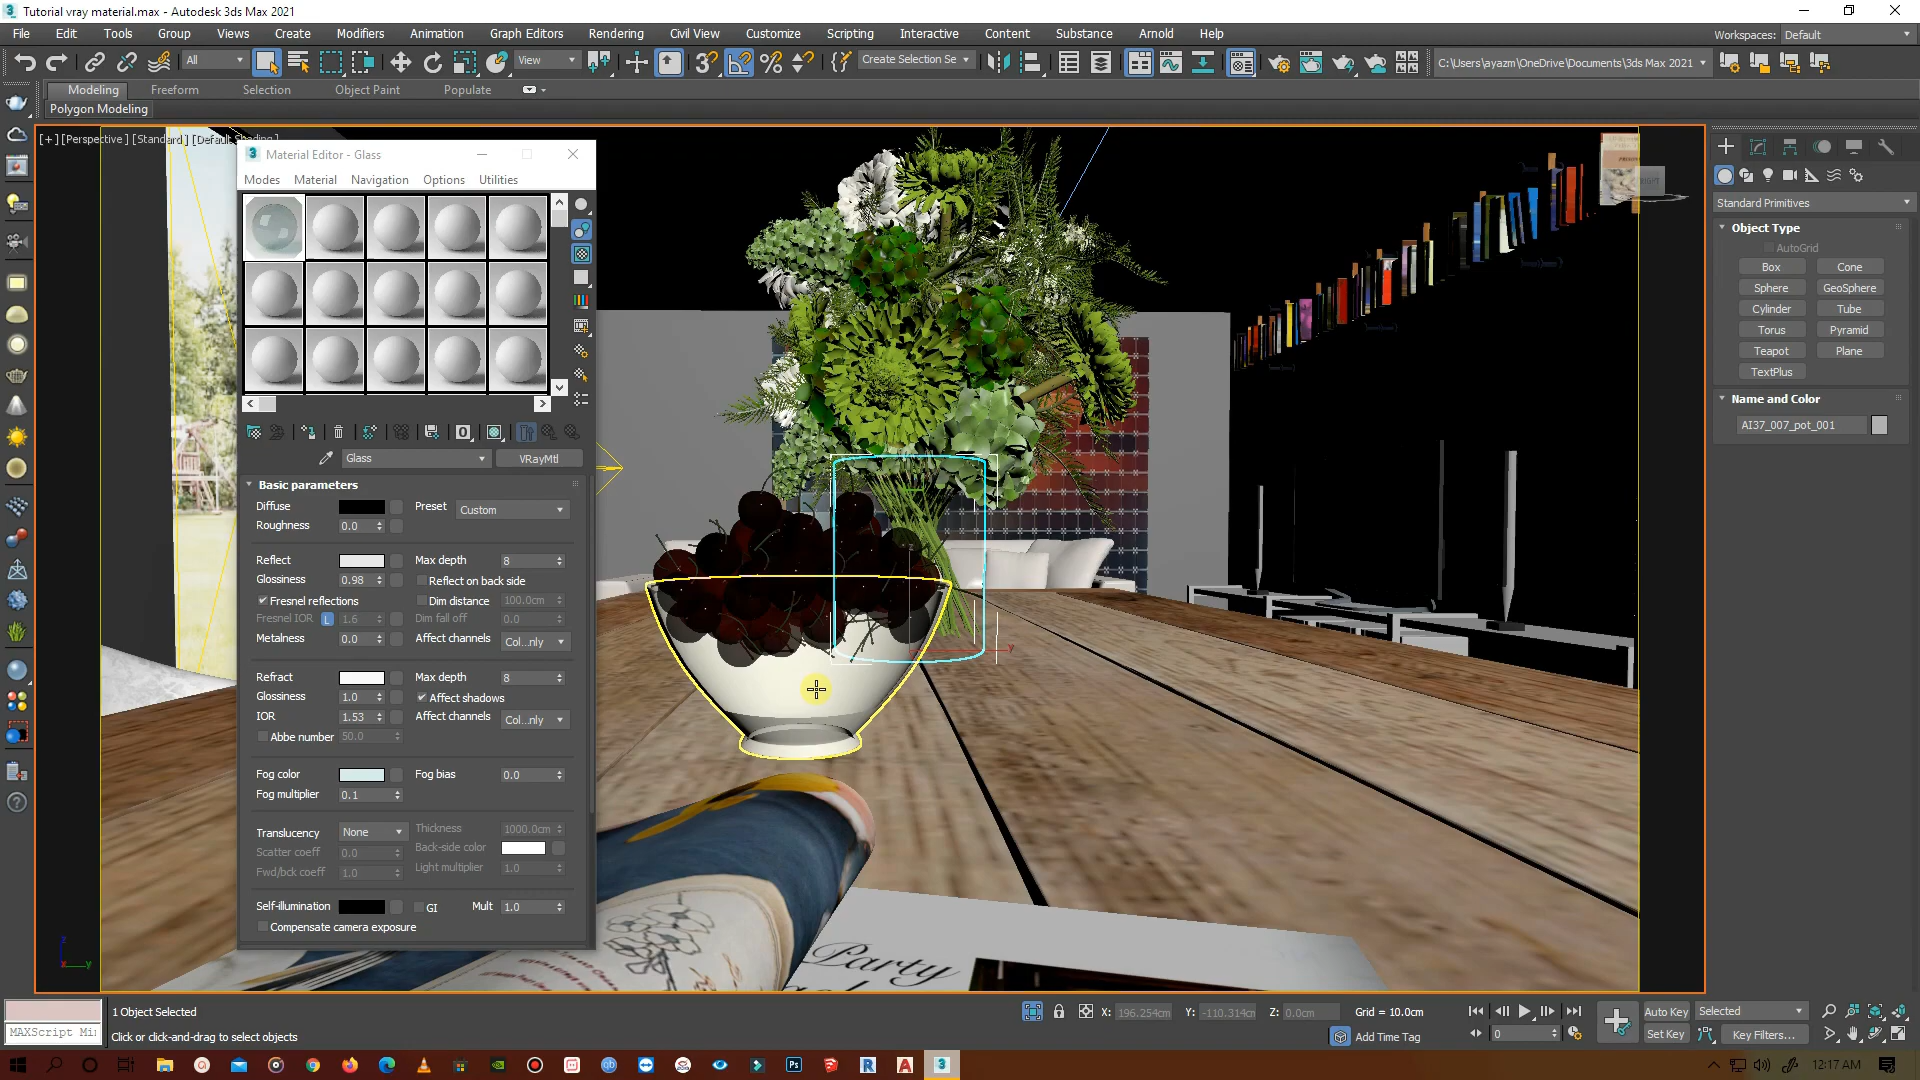 Tutorial vray material.max - Autodesk 3ds Max 2021
File Edit Tools Group Views Create Modifiers Animation Graph Editors Rendering Civil View Customize Scripting Interactive Content Substance Arnold Help
Workspaces: Default
All
View
Create Selection Se
C:\Users\ayazm\OneDrive\Documents\3ds Max 2021
Modeling Freeform Selection Object Paint Populate
Polygon Modeling
[+] [Perspective] [Standard] [Default Shading]
Material Editor - Glass
Modes Material Navigation Options Utilities
Glass VRayMtl
Basic parameters
Diffuse Preset Custom
Roughness 0.0
Reflect Max depth 8
Glossiness 0.98 Reflect on back side
Fresnel reflections Dim distance 100.0cm
Fresnel IOR L 1.6 Dim fall off 0.0
Metalness 0.0 Affect channels Col...nly
Refract Max depth 8
Glossiness 1.0 Affect shadows
IOR 1.53 Affect channels Col...nly
Abbe number 50.0
Fog color Fog bias 0.0
Fog multiplier 0.1
Translucency None Thickness 1000.0cm
Scatter coeff 0.0 Back-side color
Fwd/bck coeff 1.0 Light multiplier 1.0
Self-illumination GI Mult 1.0
Compensate camera exposure
Standard Primitives
Object Type
AutoGrid
Box Cone
Sphere GeoSphere
Cylinder Tube
Torus Pyramid
Teapot Plane
TextPlus
Name and Color
AI37_007_pot_001
Party
z
y
x
y
MAXScript Mi
1 Object Selected
Click or click-and-drag to select objects
X: 196.254cm Y: -110.314cm Z: 0.0cm Grid = 10.0cm
Add Time Tag
0
Auto Key Selected
Set Key Key Filters...
12:17 AM